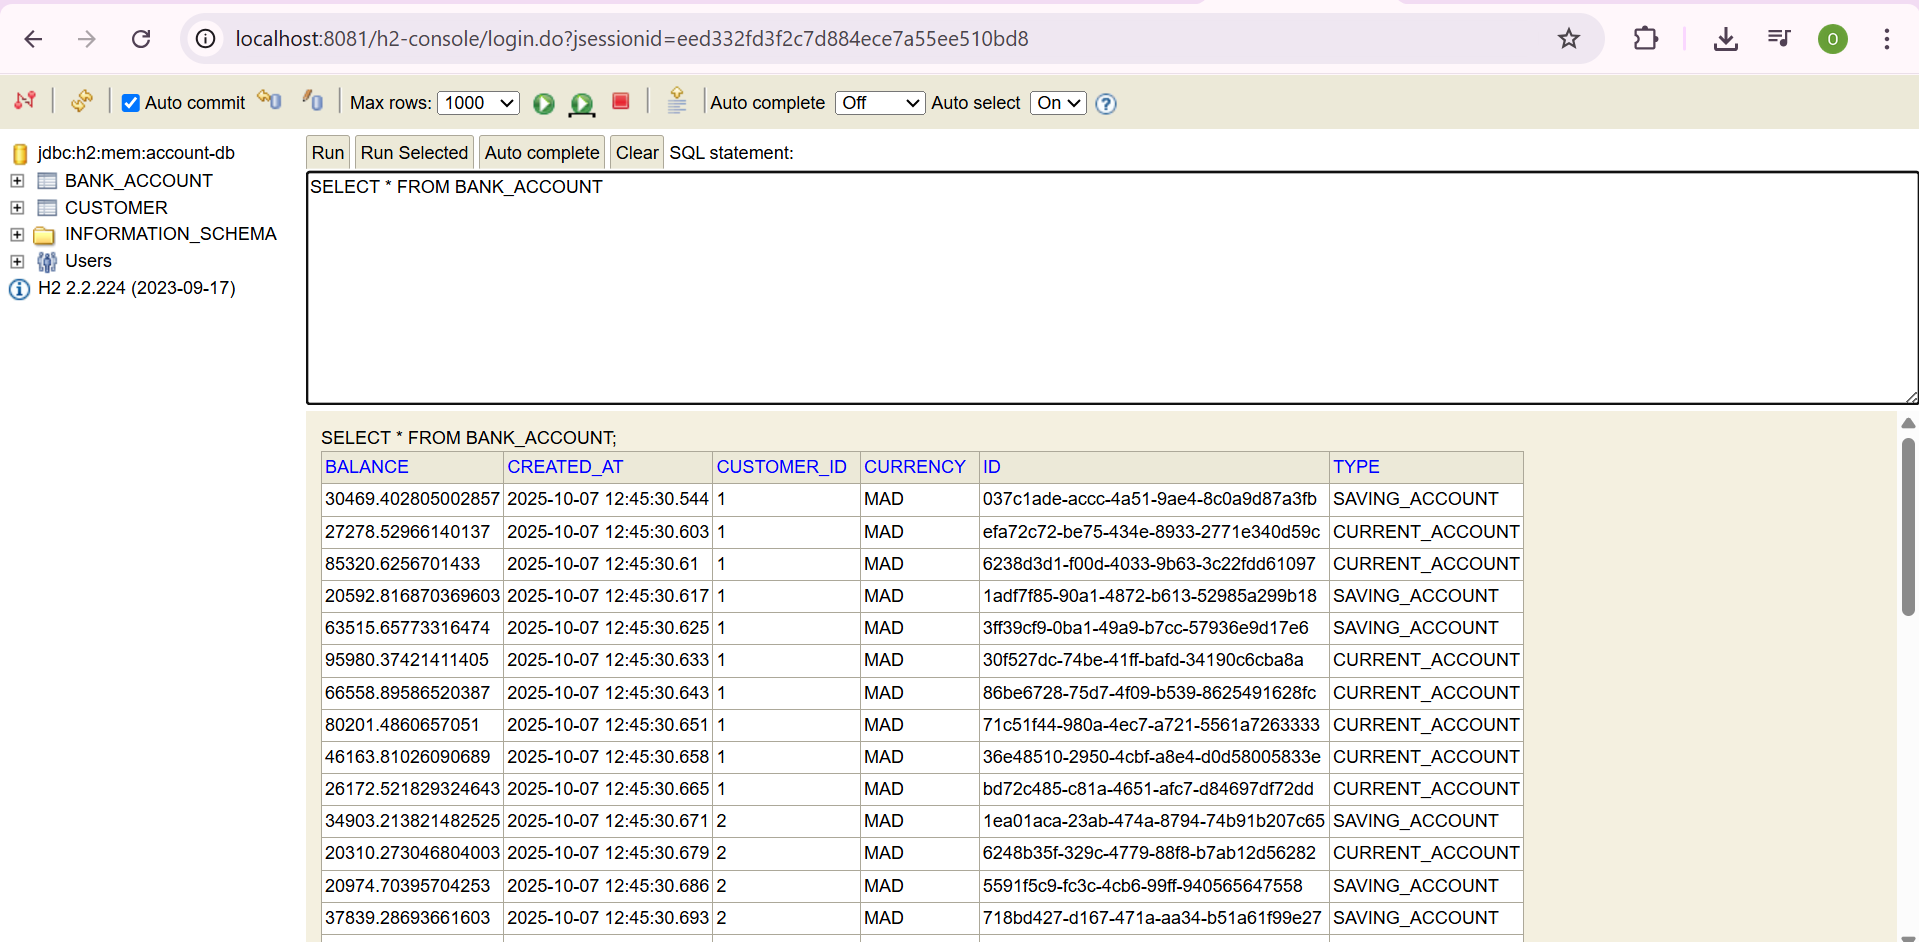 localhost:8081/h2-console/login.do?jsessionid=eed332fd3f2c7d884ece7a55ee510bd8
O
Auto commit Max rows: 1000 Auto complete Off Auto select On ?
jdbc:h2:mem:account-db
BANK_ACCOUNT
CUSTOMER
INFORMATION_SCHEMA
Users
H2 2.2.224 (2023-09-17)
Run Run Selected Auto complete Clear SQL statement:
SELECT * FROM BANK_ACCOUNT
SELECT * FROM BANK_ACCOUNT;
BALANCE CREATED_AT CUSTOMER_ID CURRENCY ID TYPE
30469.402805002857 2025-10-07 12:45:30.544 1 MAD 037c1ade-accc-4a51-9ae4-8c0a9d87a3fb SAVING_ACCOUNT
27278.52966140137 2025-10-07 12:45:30.603 1 MAD efa72c72-be75-434e-8933-2771e340d59c CURRENT_ACCOUNT
85320.6256701433 2025-10-07 12:45:30.61 1 MAD 6238d3d1-f00d-4033-9b63-3c22fdd61097 CURRENT_ACCOUNT
20592.816870369603 2025-10-07 12:45:30.617 1 MAD 1adf7f85-90a1-4872-b613-52985a299b18 SAVING_ACCOUNT
63515.65773316474 2025-10-07 12:45:30.625 1 MAD 3ff39cf9-0ba1-49a9-b7cc-57936e9d17e6 SAVING_ACCOUNT
95980.37421411405 2025-10-07 12:45:30.633 1 MAD 30f527dc-74be-41ff-bafd-34190c6cba8a CURRENT_ACCOUNT
66558.89586520387 2025-10-07 12:45:30.643 1 MAD 86be6728-75d7-4f09-b539-8625491628fc CURRENT_ACCOUNT
80201.4860657051 2025-10-07 12:45:30.651 1 MAD 71c51f44-980a-4ec7-a721-5561a7263333 CURRENT_ACCOUNT
46163.81026090689 2025-10-07 12:45:30.658 1 MAD 36e48510-2950-4cbf-a8e4-d0d58005833e CURRENT_ACCOUNT
26172.521829324643 2025-10-07 12:45:30.665 1 MAD bd72c485-c81a-4651-afc7-d84697df72dd CURRENT_ACCOUNT
34903.213821482525 2025-10-07 12:45:30.671 2 MAD 1ea01aca-23ab-474a-8794-74b91b207c65 SAVING_ACCOUNT
20310.273046804003 2025-10-07 12:45:30.679 2 MAD 6248b35f-329c-4779-88f8-b7ab12d56282 CURRENT_ACCOUNT
20974.70395704253 2025-10-07 12:45:30.686 2 MAD 5591f5c9-fc3c-4cb6-99ff-940565647558 SAVING_ACCOUNT
37839.28693661603 2025-10-07 12:45:30.693 2 MAD 718bd427-d167-471a-aa34-b51a61f99e27 SAVING_ACCOUNT